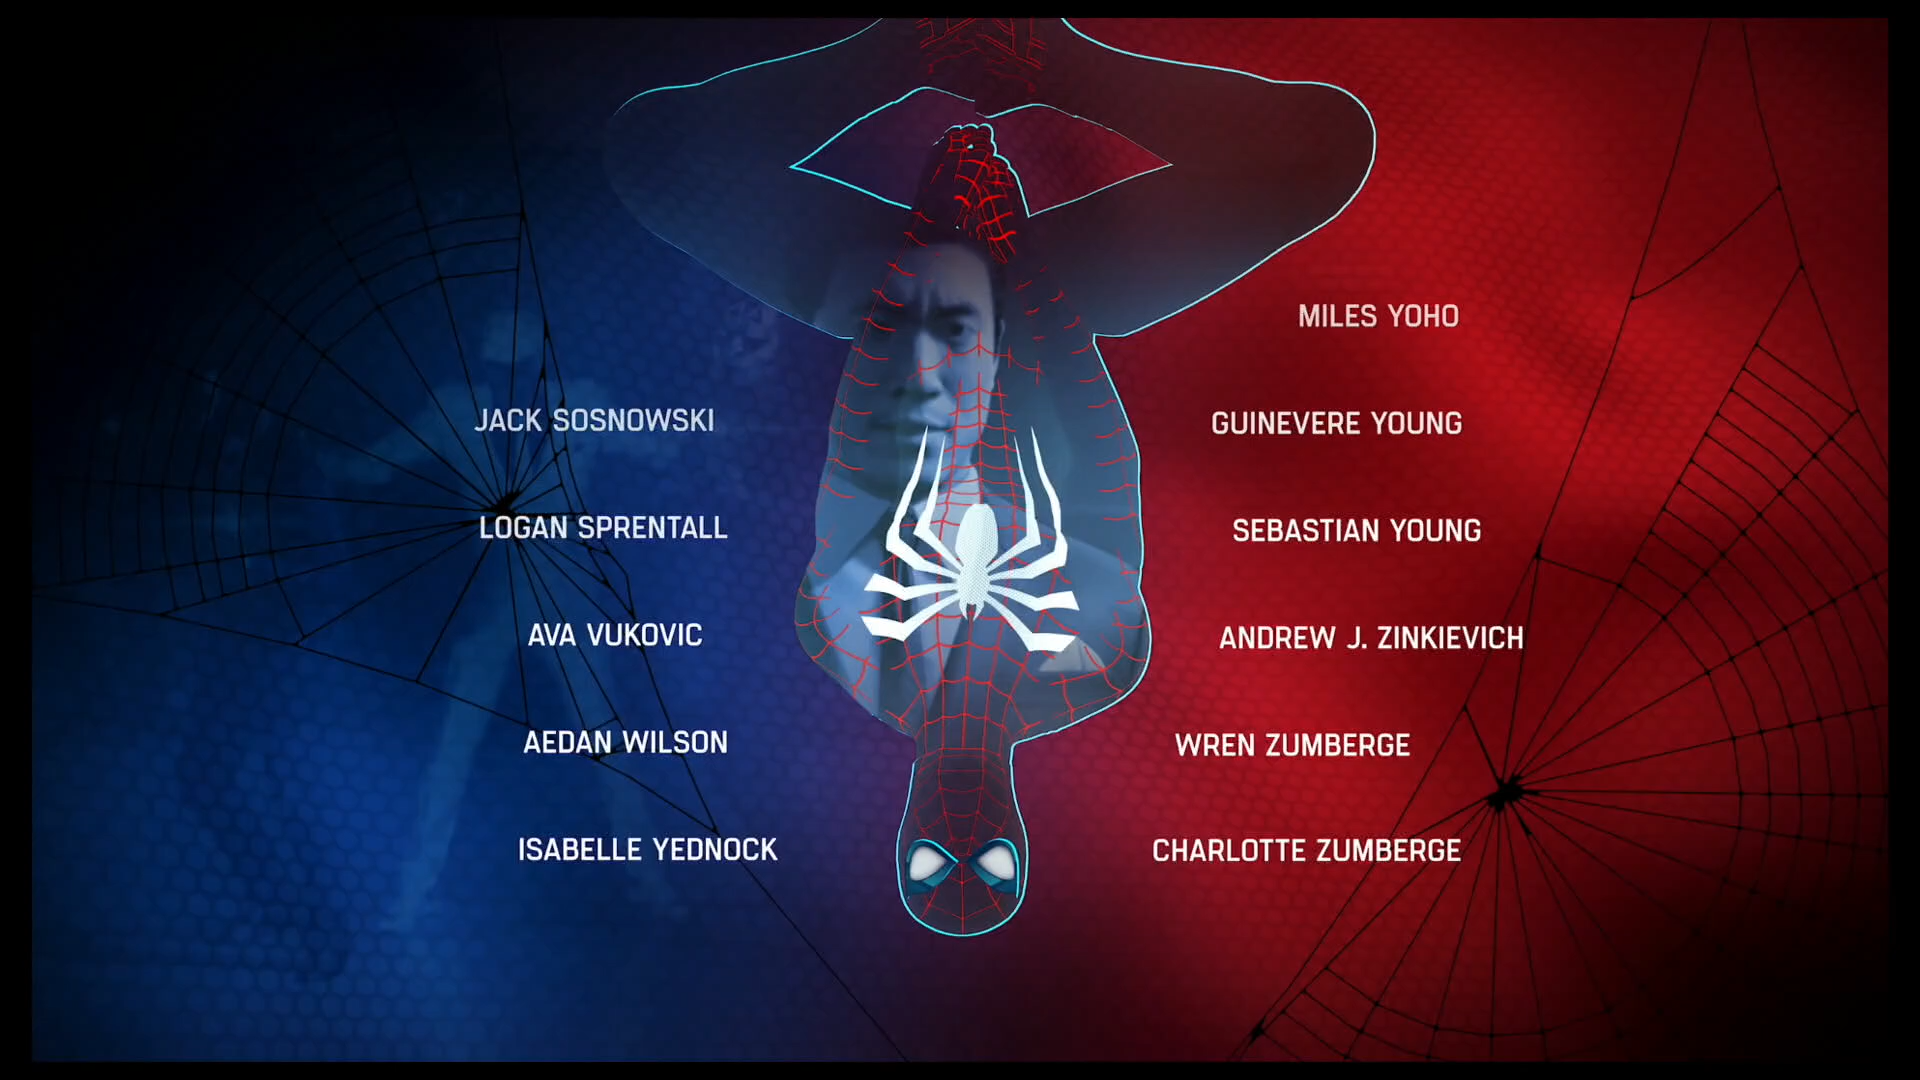 JACK SOSNOWSKI
LOGAN SPRENTALL
AVA VUKOVIC
AEDAN WILSON
ISABELLE YEDNOCK
MILES YOHO
GUINEVERE YOUNG
SEBASTIAN YOUNG
ANDREW J. ZINKIEVICH
WREN ZUMBERGE
CHARLOTTE ZUMBERGE